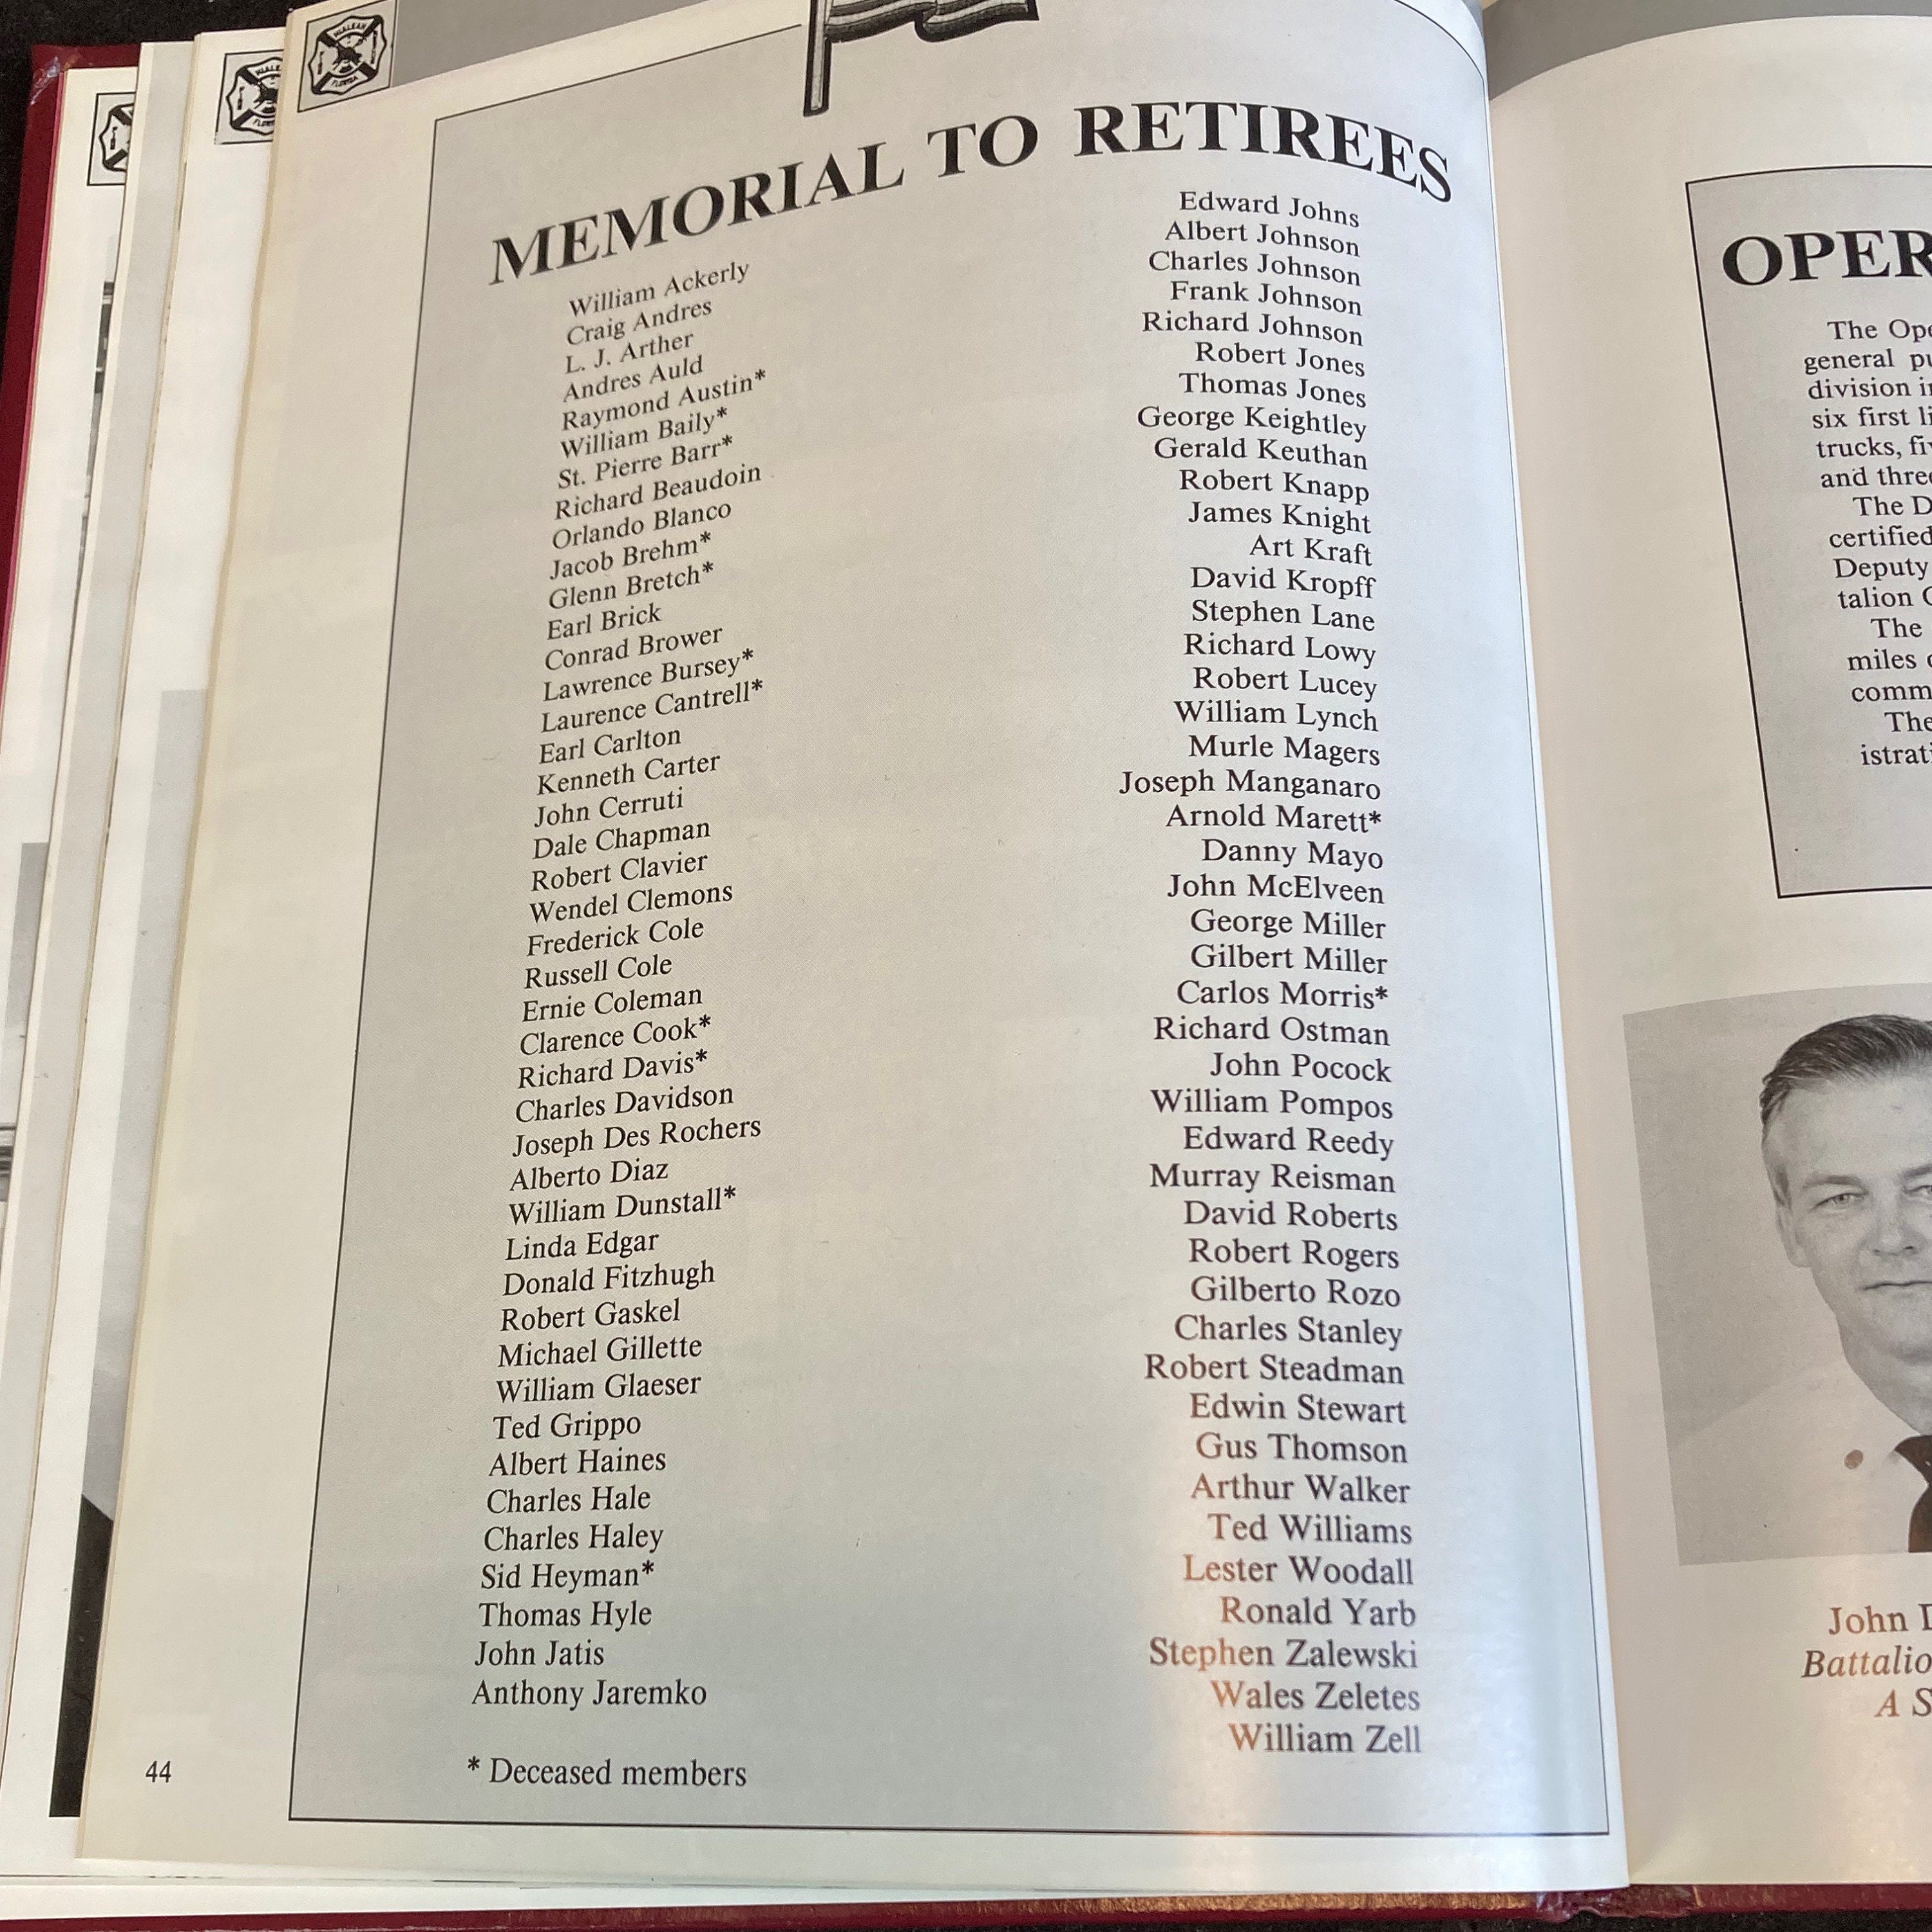 HIALEAH
FLORIDA
MEMORIAL TO RETIREES
William Ackerly
Craig Andres
L. J. Arther
Andres Auld
Raymond Austin*
William Baily*
St. Pierre Barr*
Richard Beaudoin
Orlando Blanco
Jacob Brehm*
Glenn Bretch*
Earl Brick
Conrad Brower
Lawrence Bursey*
Laurence Cantrell*
Earl Carlton
Kenneth Carter
John Cerruti
Dale Chapman
Robert Clavier
Wendel Clemons
Frederick Cole
Russell Cole
Ernie Coleman
Clarence Cook*
Richard Davis*
Charles Davidson
Joseph Des Rochers
Alberto Diaz
William Dunstall*
Linda Edgar
Donald Fitzhugh
Robert Gaskel
Michael Gillette
William Glaeser
Ted Grippo
Albert Haines
Charles Hale
Charles Haley
Sid Heyman*
Thomas Hyle
John Jatis
Anthony Jaremko
* Deceased members
44
Edward Johns
Albert Johnson
Charles Johnson
Frank Johnson
Richard Johnson
Robert Jones
Thomas Jones
George Keightley
Gerald Keuthan
Robert Knapp
James Knight
Art Kraft
David Kropff
Stephen Lane
Richard Lowy
Robert Lucey
William Lynch
Murle Magers
Joseph Manganaro
Arnold Marett*
Danny Mayo
John McElveen
George Miller
Gilbert Miller
Carlos Morris*
Richard Ostman
John Pocock
William Pompos
Edward Reedy
Murray Reisman
David Roberts
Robert Rogers
Gilberto Rozo
Charles Stanley
Robert Steadman
Edwin Stewart
Gus Thomson
Arthur Walker
Ted Williams
Lester Woodall
Ronald Yarb
Stephen Zalewski
Wales Zeletes
William Zell
OPER
The Ope
general pu
division in
six first li
trucks, fiv
and three
The D
certified
Deputy
talion C
The
miles o
comm
The
istrati
John D
Battalio
A S